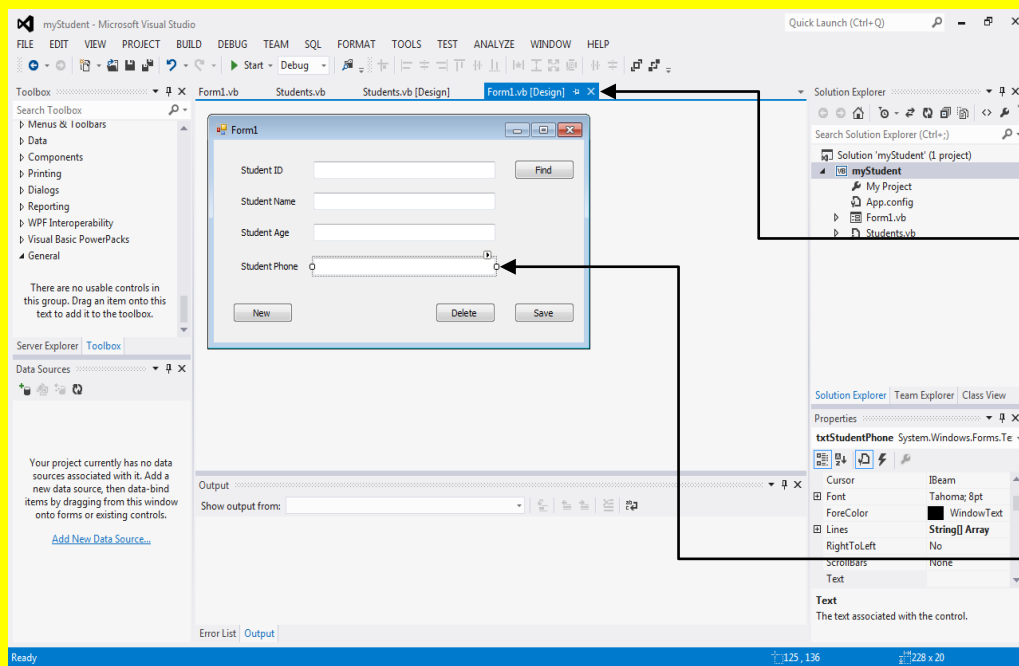 myStudent - Microsoft Visual Studio
Quick Launch (Ctrl+Q)
FILE EDIT VIEW PROJECT BUILD DEBUG TEAM SQL FORMAT TOOLS TEST ANALYZE WINDOW HELP
Start Debug
Toolbox
Search Toolbox
Menus & Toolbars
Data
Components
Printing
Dialogs
Reporting
WPF Interoperability
Visual Basic PowerPacks
General
There are no usable controls in
this group. Drag an item onto this
text to add it to the toolbox.
Server Explorer Toolbox
Data Sources
Your project currently has no data
sources associated with it. Add a
new data source, then data-bind
items by dragging from this window
onto forms or existing controls.
Add New Data Source...
Form1.vb Students.vb Students.vb [Design] Form1.vb [Design]
Form1
Student ID Find
Student Name
Student Age
Student Phone
New Delete Save
Output
Show output from:
Error List Output
Solution Explorer
Search Solution Explorer (Ctrl+;)
Solution 'myStudent' (1 project)
VB myStudent
My Project
App.config
Form1.vb
Students.vb
Solution Explorer Team Explorer Class View
Properties
txtStudentPhone System.Windows.Forms.Te
Cursor IBeam
Font Tahoma; 8pt
ForeColor WindowText
Lines String[] Array
RightToLeft No
ScrollBars None
Text
Text
The text associated with the control.
Ready 125 , 136 228 x 20